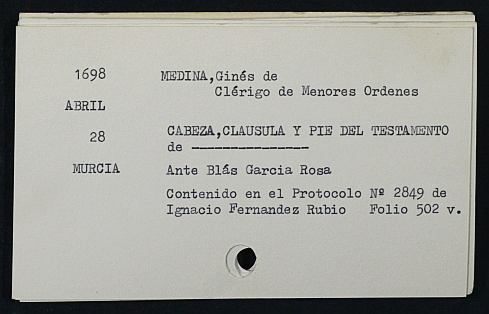 1698
MEDINA,Ginés de
Clérigo de Menores Ordenes
ABRIL
28
CABEZA,CLAUSULA Y PIE DEL TESTAMENTO
de ---------------
MURCIA
Ante Blás Garcia Rosa
Contenido en el Protocolo Nº 2849 de
Ignacio Fernandez Rubio Folio 502 v.